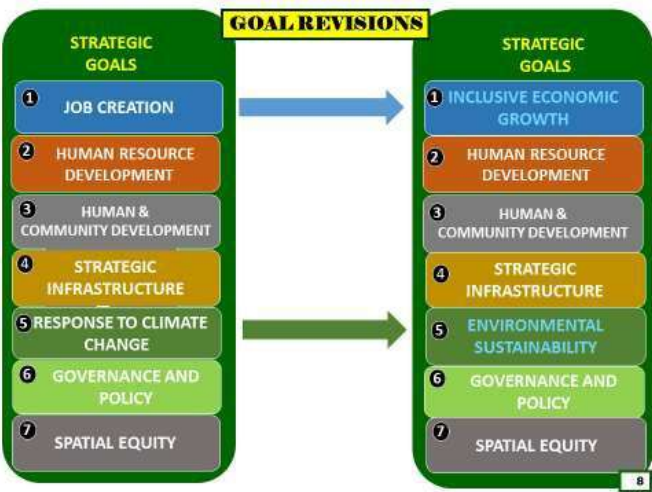 GOAL REVISIONS
STRATEGIC
GOALS
1 JOB CREATION
2 HUMAN RESOURCE
DEVELOPMENT
3 HUMAN &
COMMUNITY DEVELOPMENT
4 STRATEGIC
INFRASTRUCTURE
5 RESPONSE TO CLIMATE
CHANGE
6 GOVERNANCE AND
POLICY
7 SPATIAL EQUITY
STRATEGIC
GOALS
1 INCLUSIVE ECONOMIC
GROWTH
2 HUMAN RESOURCE
DEVELOPMENT
3 HUMAN &
COMMUNITY DEVELOPMENT
4 STRATEGIC
INFRASTRUCTURE
5 ENVIRONMENTAL
SUSTAINABILITY
6 GOVERNANCE AND
POLICY
7 SPATIAL EQUITY
8